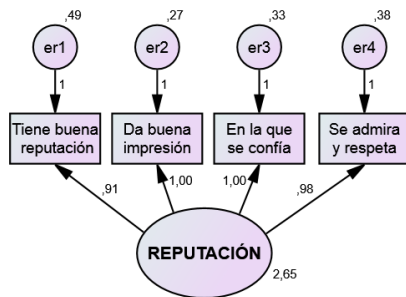 ,49
,27
,33
,38
er1
er2
er3
er4
1
1
1
1
Tiene buena
reputación
Da buena
impresión
En la que
se confía
Se admira
y respeta
,91
1,00
1,00
,98
REPUTACIÓN
2,65